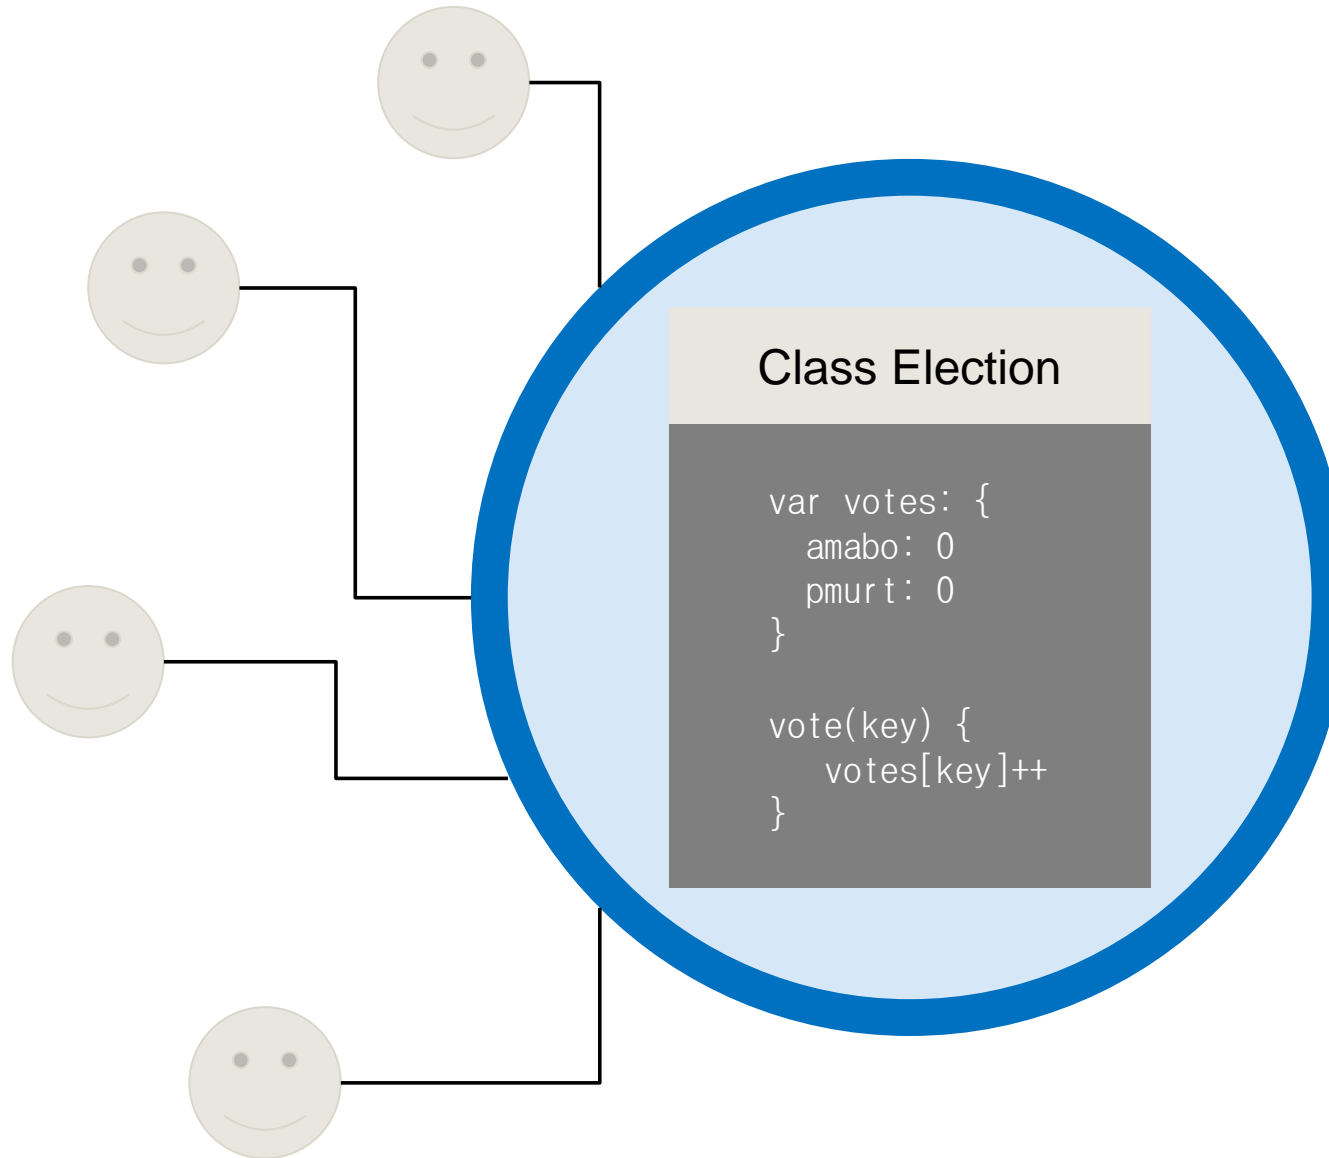 Class Election
var votes: {
amabo: 0
pmurt: 0
}
vote(key) {
votes[key]++
}